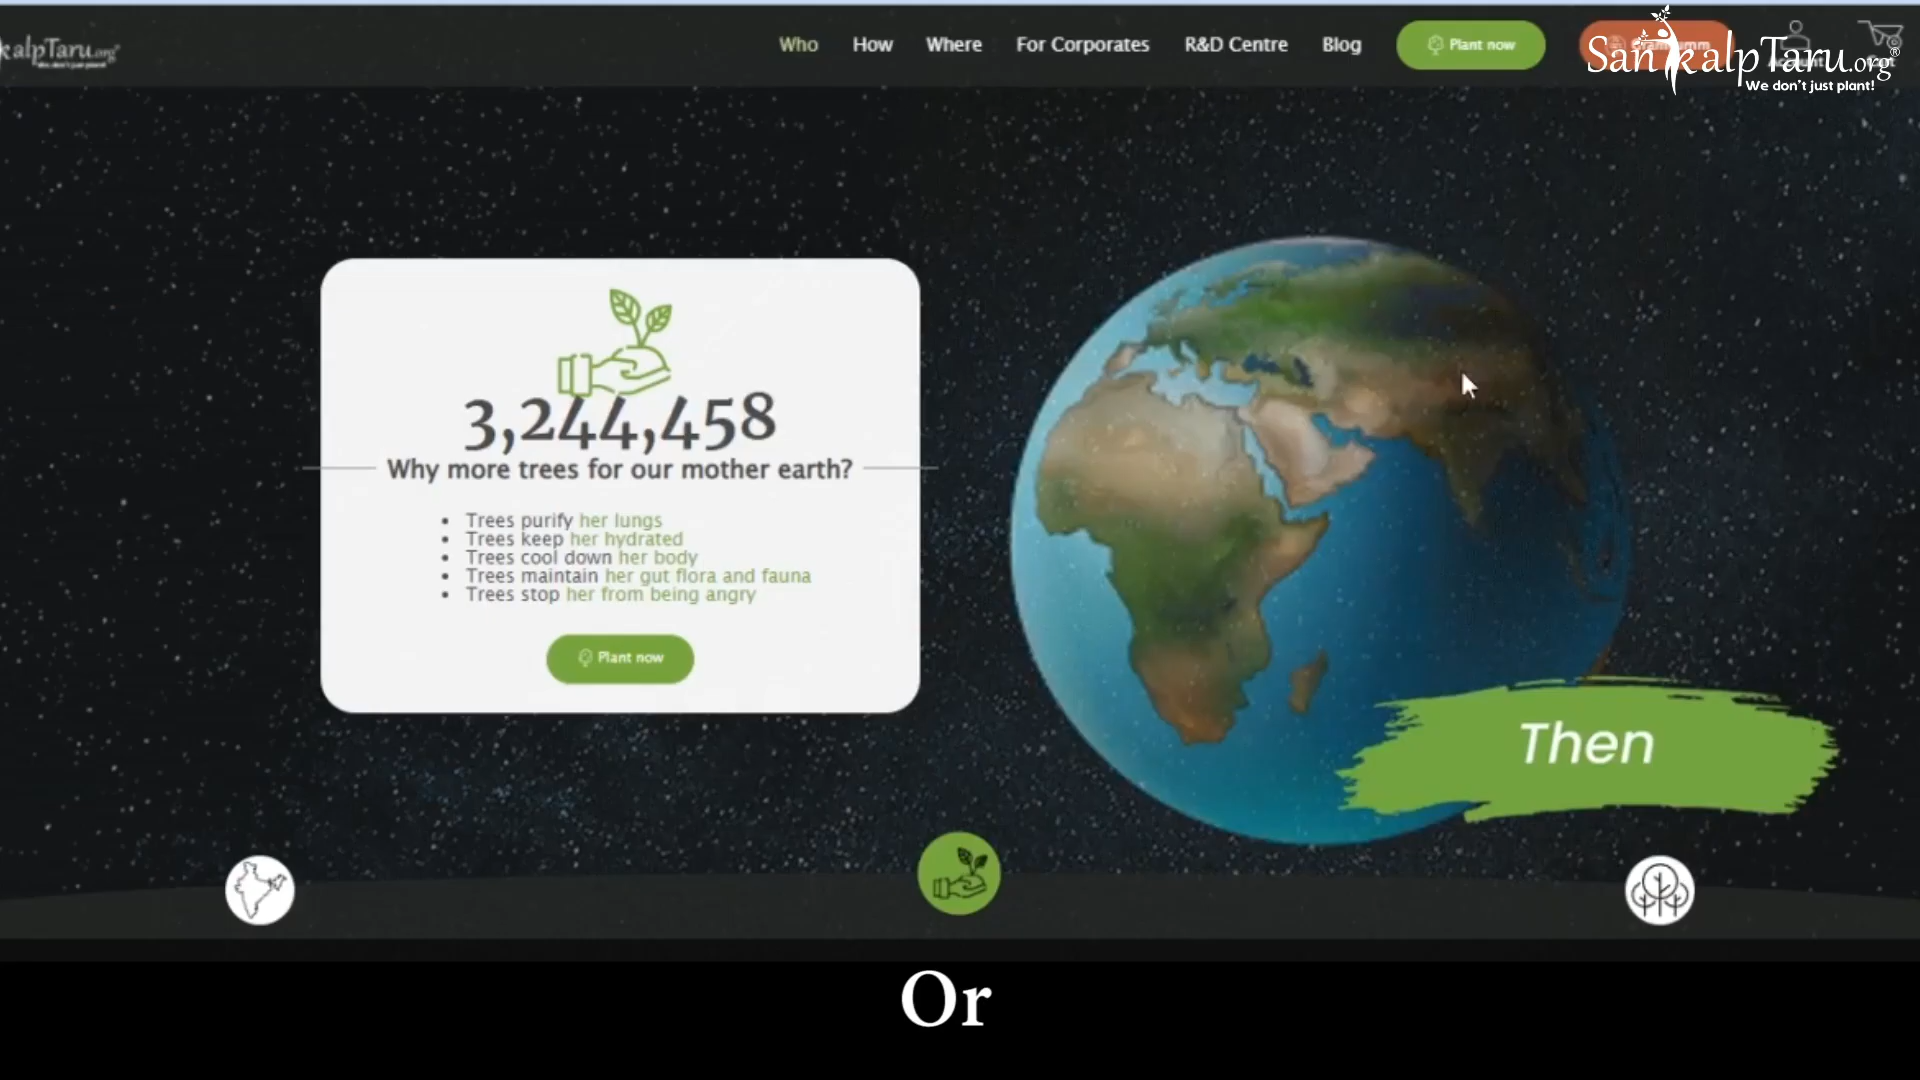 kalpTaru.org
Who
How
Where
For Corporates
R&D Centre
Blog
Plant now
SankalpTaru.org®
We don't just plant!
3,244,458
Why more trees for our mother earth?
• Trees purify her lungs
• Trees keep her hydrated
• Trees cool down her body
• Trees maintain her gut flora and fauna
• Trees stop her from being angry
Plant now
Then
Or